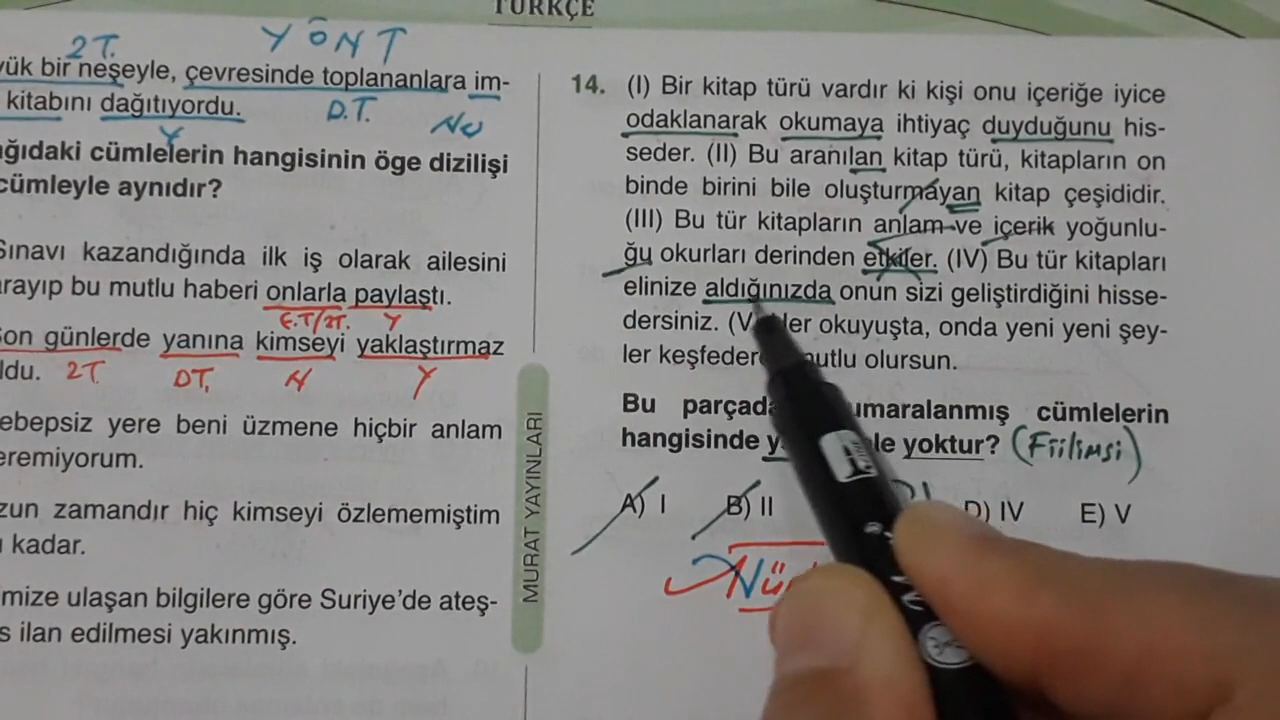 TÜRKÇE
2T. YÖNT
yük bir neşeyle, çevresinde toplananlara im-
kitabını dağıtıyordu.
Y D.T. No
ğıdaki cümlelerin hangisinin öge dizilişi
cümleyle aynıdır?
Sınavı kazandığında ilk iş olarak ailesini
arayıp bu mutlu haberi onlarla paylaştı.
E.T/2T. Y
Son günlerde yanına kimseyi yaklaştırmaz
ldu. 2T. DT, N Y
ebepsiz yere beni üzmene hiçbir anlam
eremiyorum.
zun zamandır hiç kimseyi özlememiştim
kadar.
mize ulaşan bilgilere göre Suriye'de ateş-
s ilan edilmesi yakınmış.
MURAT YAYINLARI
14. (I) Bir kitap türü vardır ki kişi onu içeriğe iyice
odaklanarak okumaya ihtiyaç duyduğunu his-
seder. (II) Bu aranılan kitap türü, kitapların on
binde birini bile oluşturmayan kitap çeşididir.
(III) Bu tür kitapların anlam ve içerik yoğunlu-
ğu okurları derinden etkiler. (IV) Bu tür kitapları
elinize aldığınızda onun sizi geliştirdiğini hisse-
dersiniz. (V) Her okuyuşta, onda yeni yeni şey-
ler keşfeder mutlu olursun.
Bu parçada umaralanmış cümlelerin
hangisinde y le yoktur? (Fiilimsi)
A) I B) II D) IV E) V